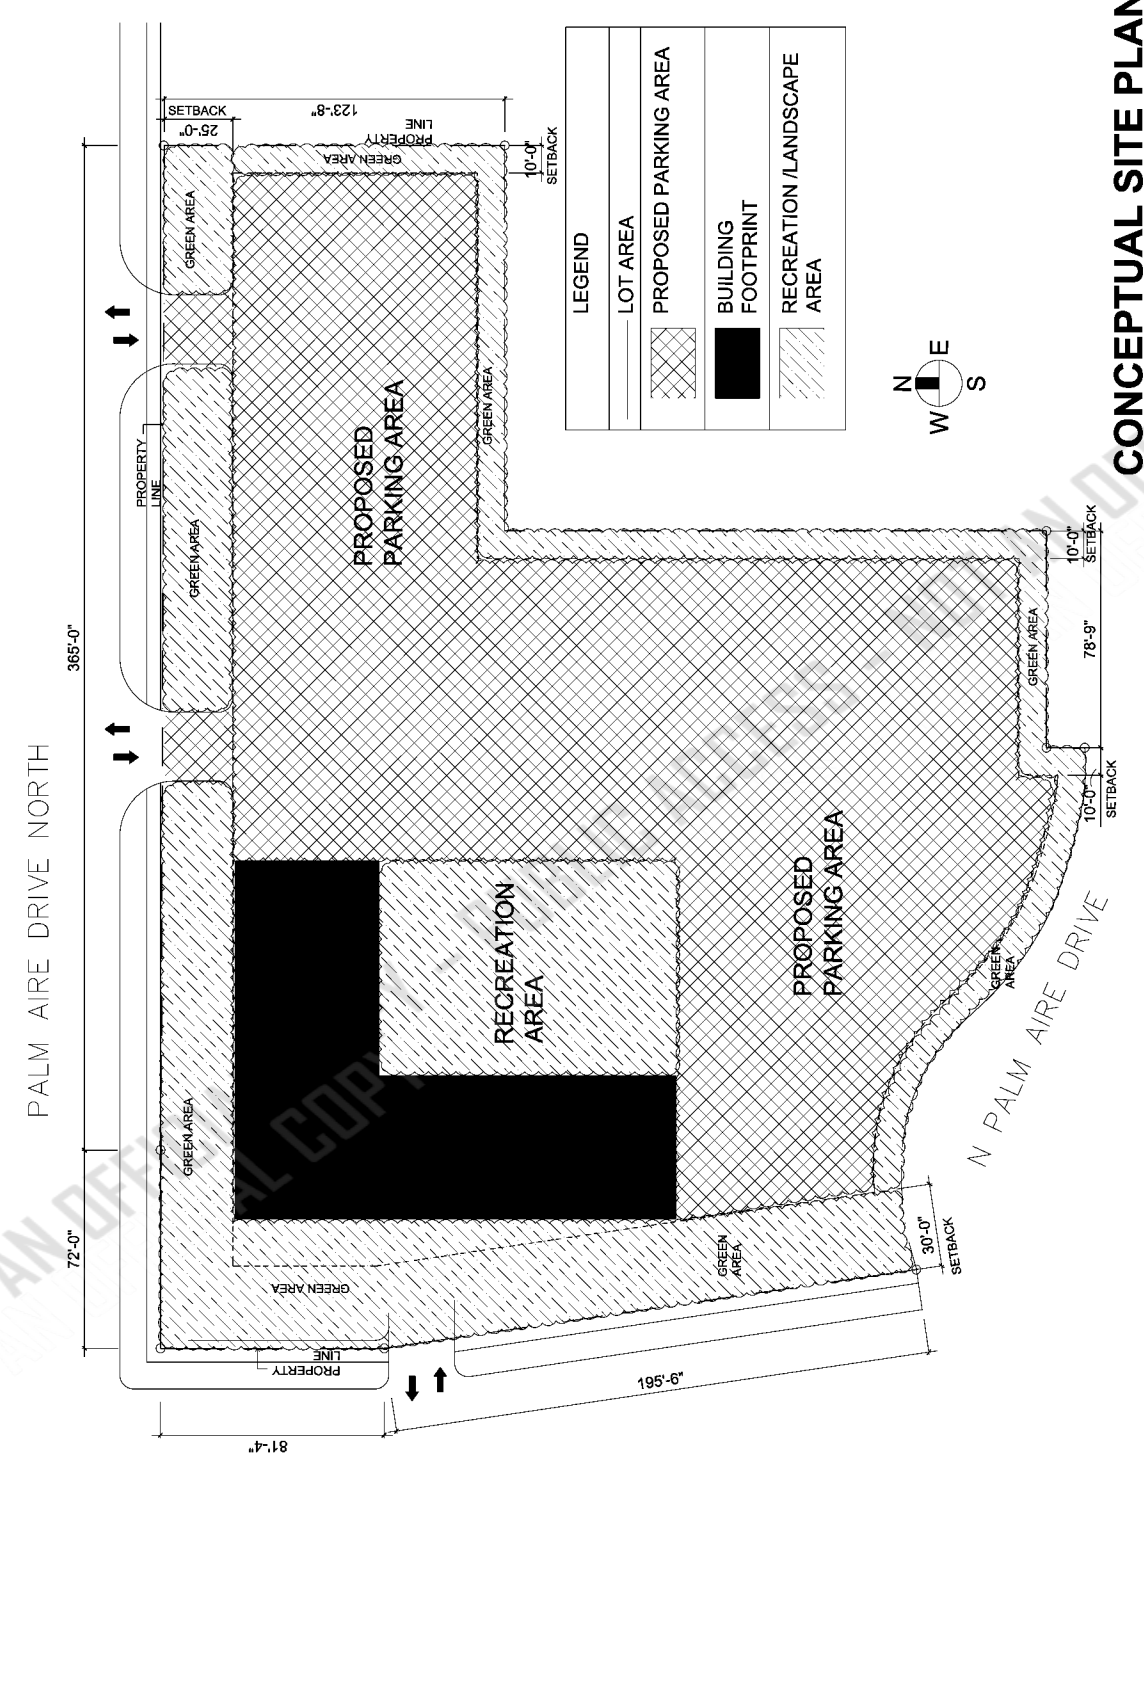 PALM AIRE DRIVE NORTH
72'-0"
365'-0"
PROPERTY
LINE
SETBACK
25'-0"
123'-8"
PROPERTY
LINE
GREEN AREA
GREEN AREA
GREEN AREA
GREEN AREA
GREEN AREA
PROPERTY
LINE
81'-4"
195'-6"
10'-0"
SETBACK
GREEN AREA
PROPOSED
PARKING AREA
RECREATION
AREA
PROPOSED
PARKING AREA
GREEN
AREA
GREEN
AREA
GREEN AREA
30'-0"
SETBACK
10'-0"
SETBACK
78'-9"
10'-0"
SETBACK
N PALM AIRE DRIVE
LEGEND
LOT AREA
PROPOSED PARKING AREA
BUILDING
FOOTPRINT
RECREATION /LANDSCAPE
AREA
N
W
E
S
CONCEPTUAL SITE PLAN